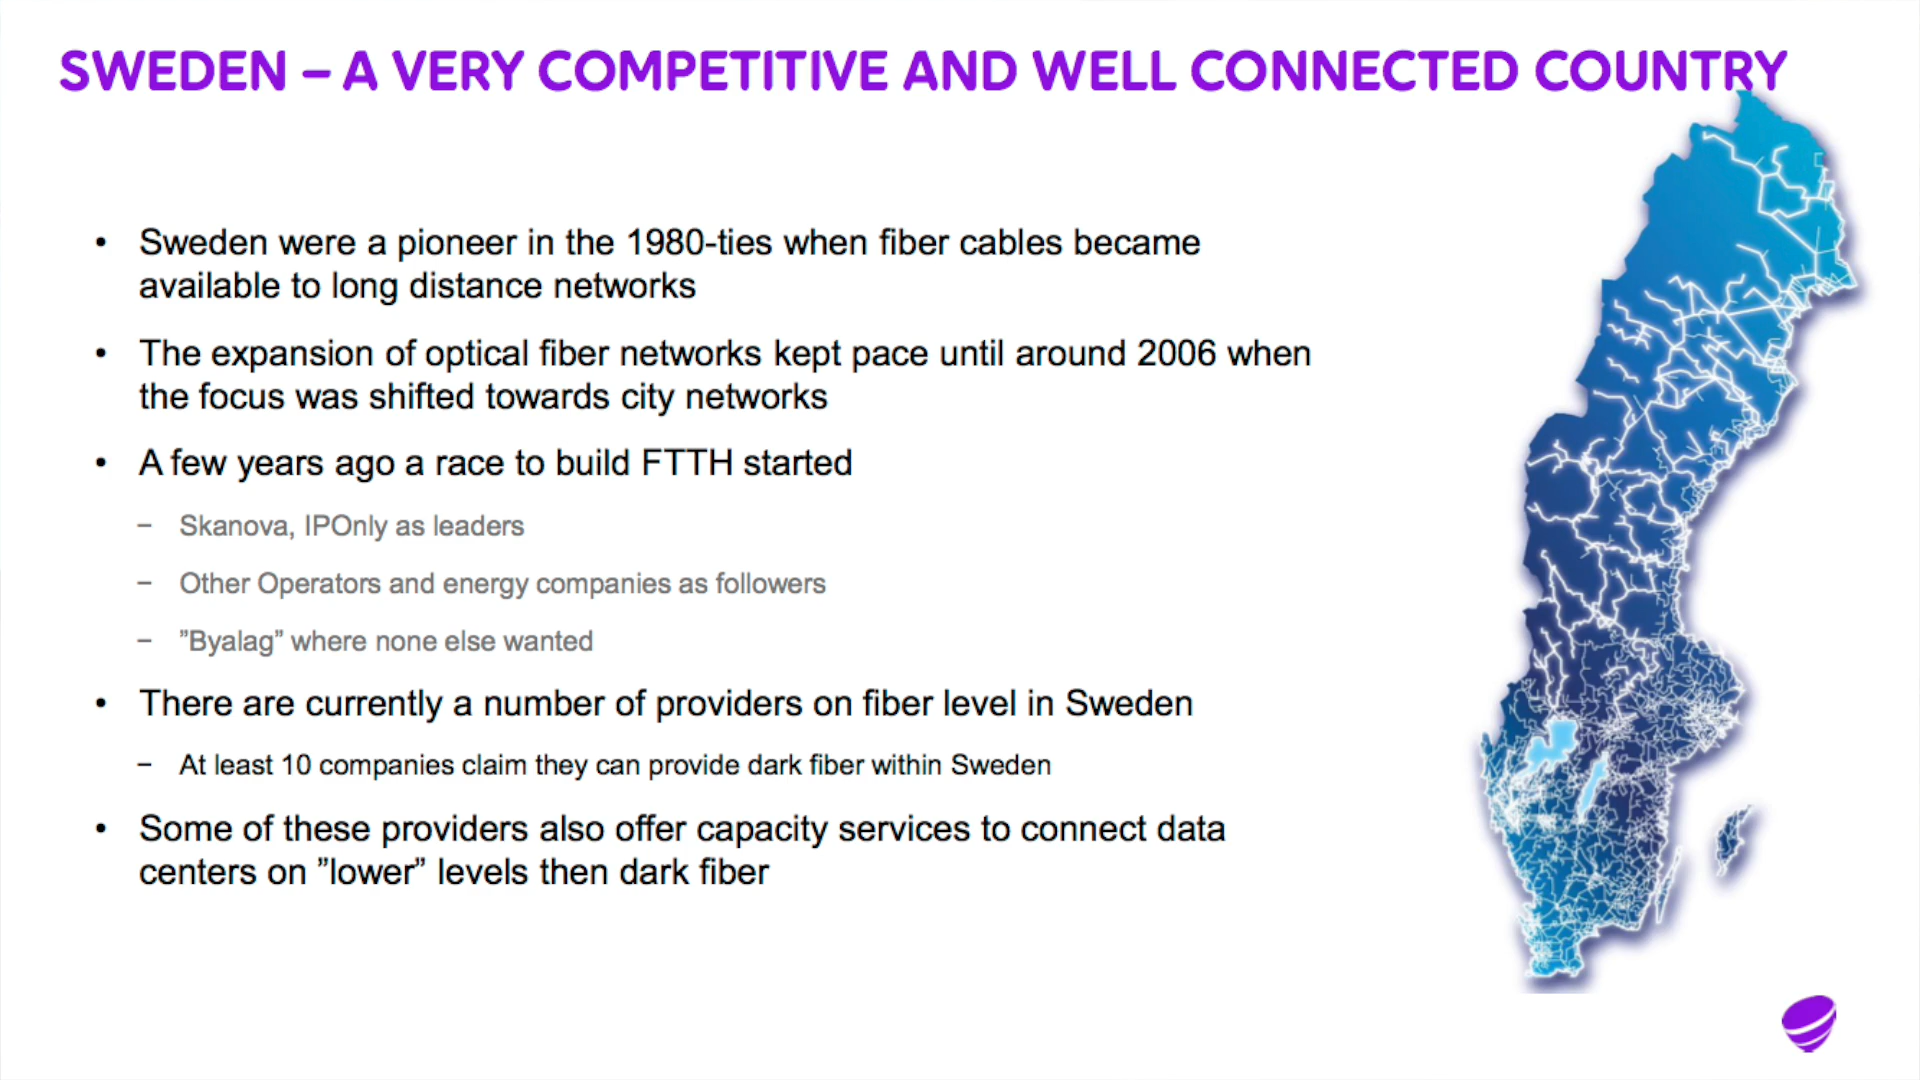 SWEDEN – A VERY COMPETITIVE AND WELL CONNECTED COUNTRY
• Sweden were a pioneer in the 1980-ties when fiber cables became
available to long distance networks
• The expansion of optical fiber networks kept pace until around 2006 when
the focus was shifted towards city networks
• A few years ago a race to build FTTH started
– Skanova, IPOnly as leaders
– Other Operators and energy companies as followers
– ”Byalag” where none else wanted
• There are currently a number of providers on fiber level in Sweden
– At least 10 companies claim they can provide dark fiber within Sweden
• Some of these providers also offer capacity services to connect data
centers on ”lower” levels then dark fiber